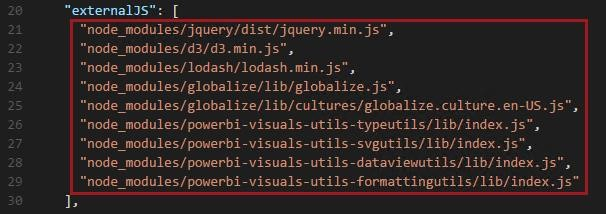 20 "externalJS": [
21 "node_modules/jquery/dist/jquery.min.js",
22 "node_modules/d3/d3.min.js",
23 "node_modules/lodash/lodash.min.js",
24 "node_modules/globalize/lib/globalize.js",
25 "node_modules/globalize/lib/cultures/globalize.culture.en-US.js",
26 "node_modules/powerbi-visuals-utils-typeutils/lib/index.js",
27 "node_modules/powerbi-visuals-utils-svgutils/lib/index.js",
28 "node_modules/powerbi-visuals-utils-dataviewutils/lib/index.js",
29 "node_modules/powerbi-visuals-utils-formattingutils/lib/index.js"
30 ],